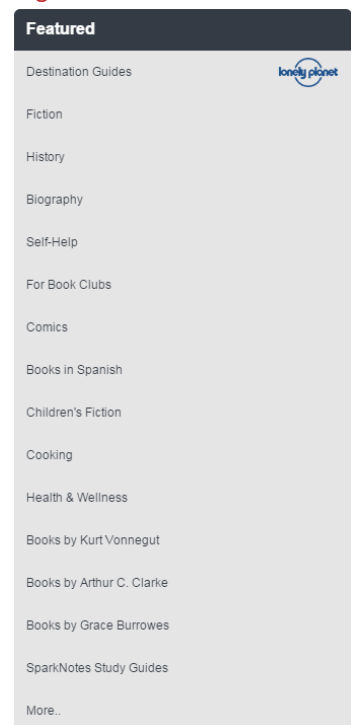 Featured
Destination Guides lonely planet
Fiction
History
Biography
Self-Help
For Book Clubs
Comics
Books in Spanish
Children's Fiction
Cooking
Health & Wellness
Books by Kurt Vonnegut
Books by Arthur C. Clarke
Books by Grace Burrowes
SparkNotes Study Guides
More..